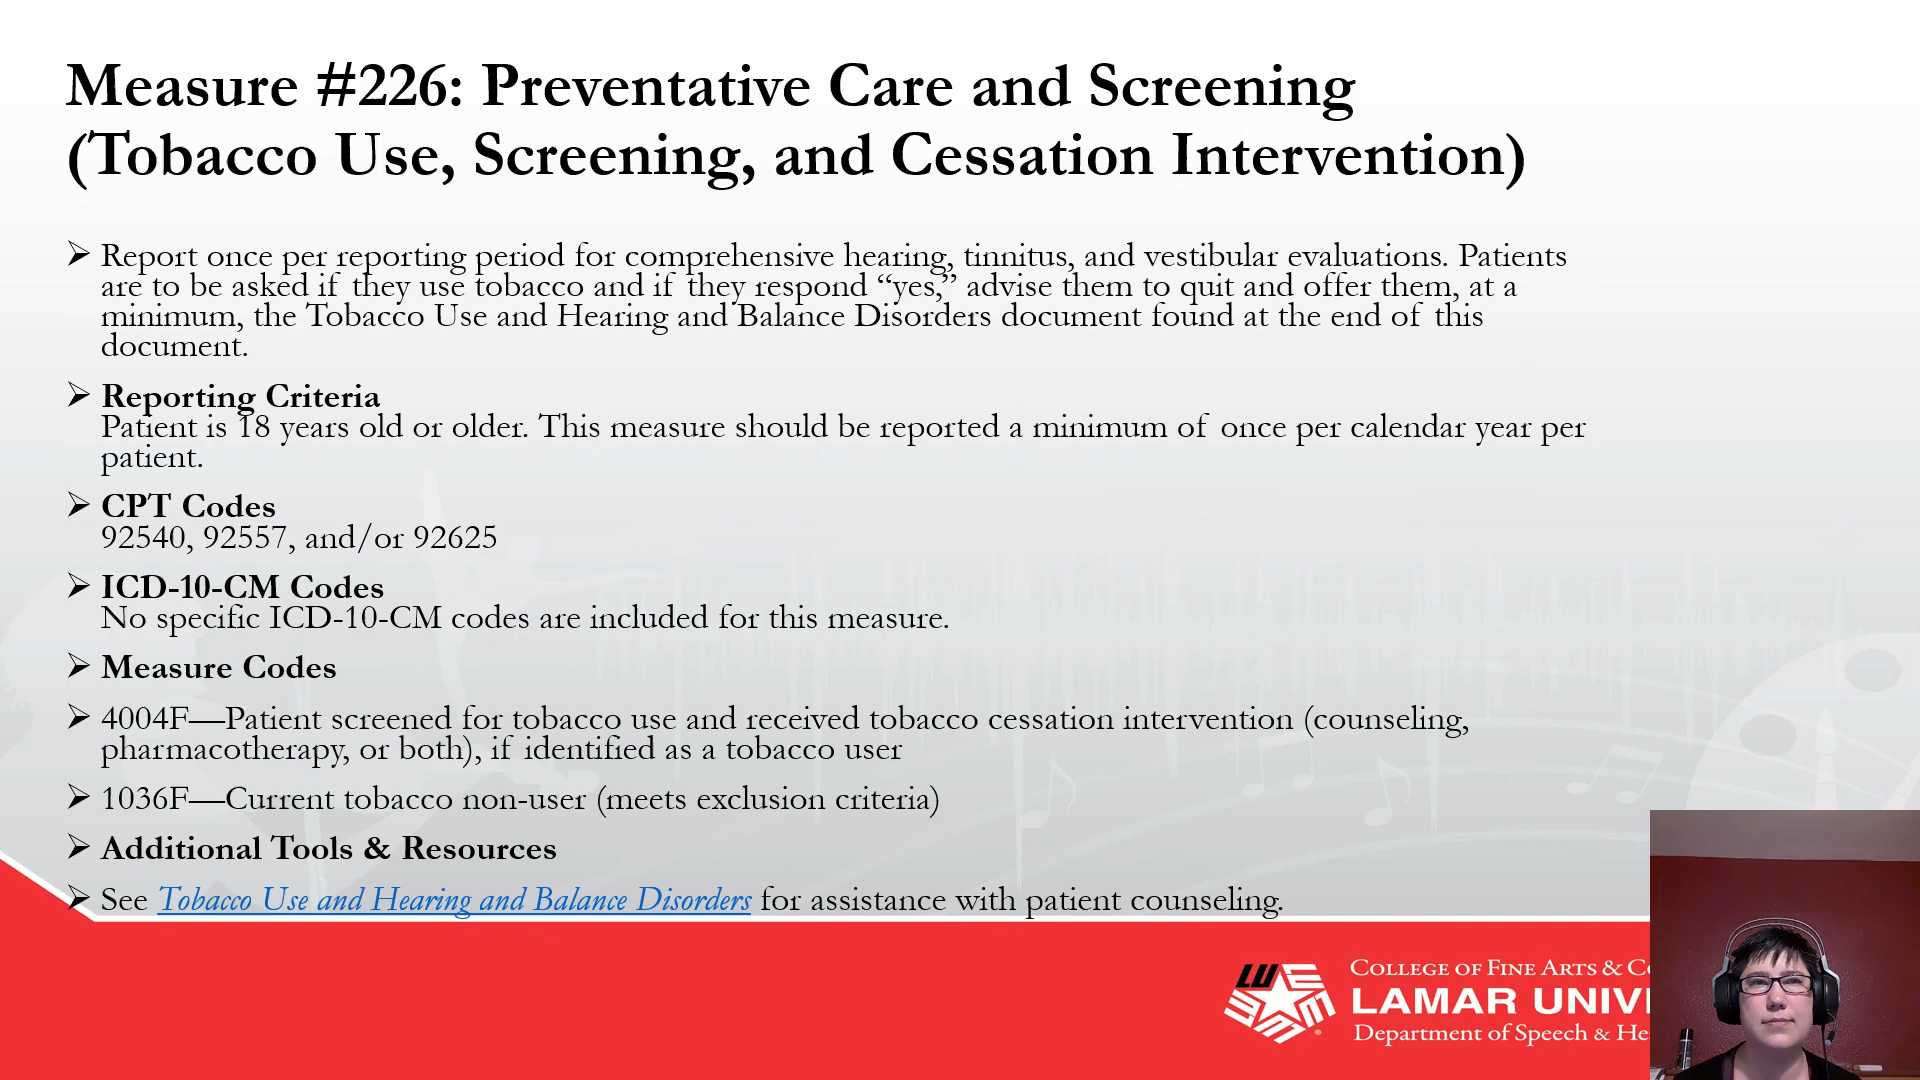 Measure #226: Preventative Care and Screening
(Tobacco Use, Screening, and Cessation Intervention)
➢ Report once per reporting period for comprehensive hearing, tinnitus, and vestibular evaluations. Patients
are to be asked if they use tobacco and if they respond “yes,” advise them to quit and offer them, at a
minimum, the Tobacco Use and Hearing and Balance Disorders document found at the end of this
document.
➢ Reporting Criteria
Patient is 18 years old or older. This measure should be reported a minimum of once per calendar year per
patient.
➢ CPT Codes
92540, 92557, and/or 92625
➢ ICD-10-CM Codes
No specific ICD-10-CM codes are included for this measure.
➢ Measure Codes
➢ 4004F—Patient screened for tobacco use and received tobacco cessation intervention (counseling,
pharmacotherapy, or both), if identified as a tobacco user
➢ 1036F—Current tobacco non-user (meets exclusion criteria)
➢ Additional Tools & Resources
➢ See Tobacco Use and Hearing and Balance Disorders for assistance with patient counseling.
COLLEGE OF FINE ARTS &
LAMAR
Department of Speech &